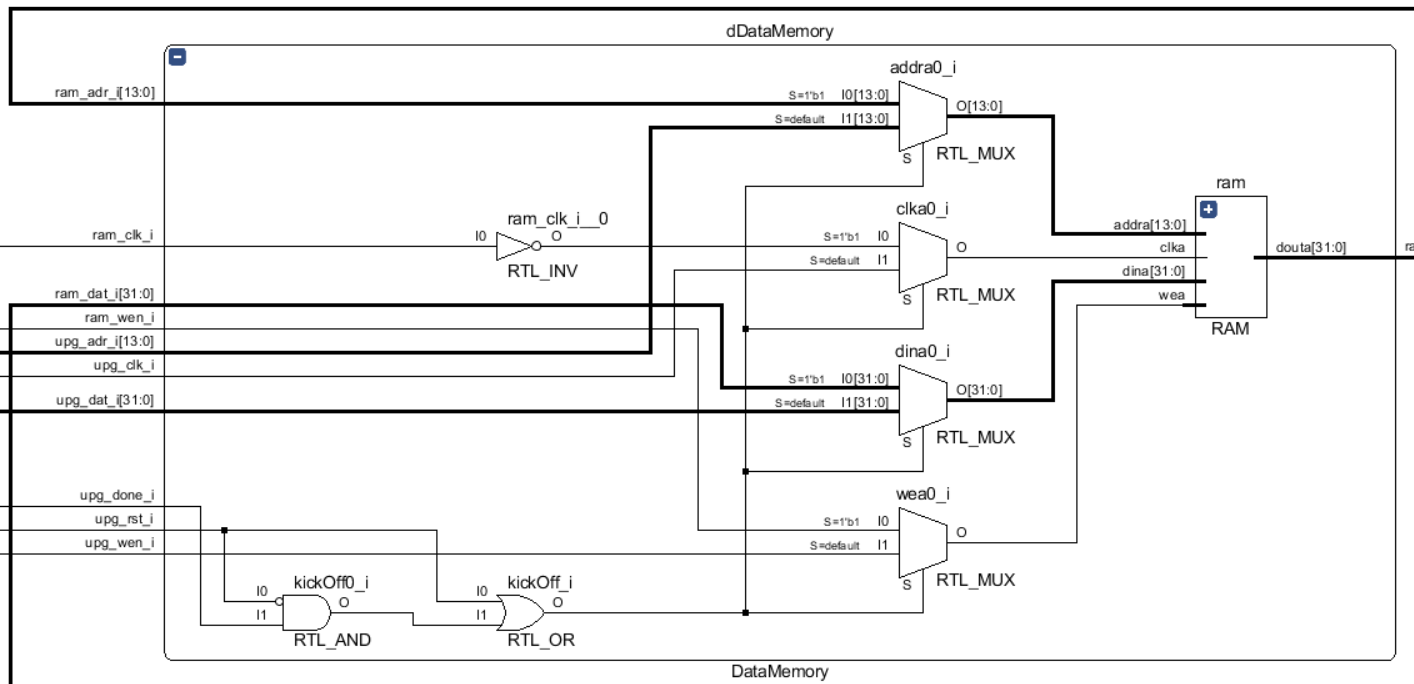 dDataMemory
addra0_i
ram_adr_i[13:0]
S=1'b1 I0[13:0]
O[13:0]
S=default I1[13:0]
S
RTL_MUX
ram
ram_clk_i__0
clka0_i
addra[13:0]
ram_clk_i
I0
O
S=1'b1 I0
O
clka
douta[31:0]
ra
S=default I1
RTL_INV
dina[31:0]
ram_dat_i[31:0]
S
RTL_MUX
wea
ram_wen_i
RAM
upg_adr_i[13:0]
dina0_i
upg_clk_i
S=1'b1 I0[31:0]
O[31:0]
upg_dat_i[31:0]
S=default I1[31:0]
S
RTL_MUX
upg_done_i
wea0_i
upg_rst_i
S=1'b1 I0
O
upg_wen_i
S=default I1
kickOff0_i
kickOff_i
S
RTL_MUX
I0
O
I0
O
I1
I1
RTL_AND
RTL_OR
DataMemory